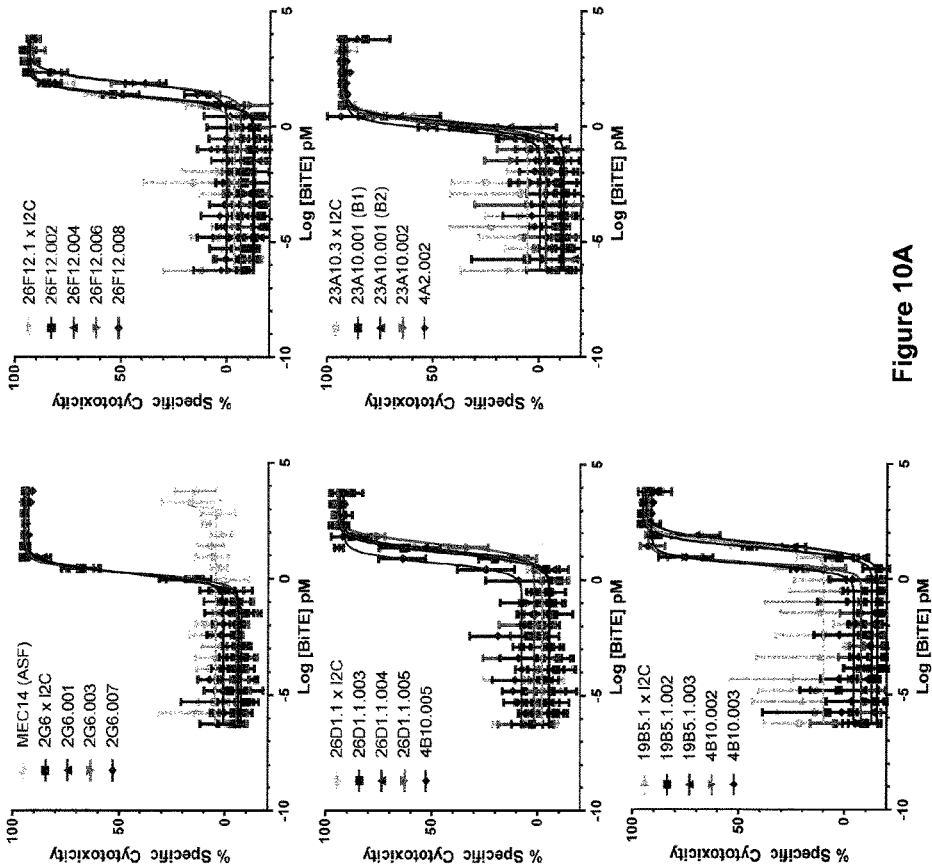 MEC14 (ASF)
2G6 x I2C
2G6.001
2G6.003
2G6.007
% Specific Cytotoxicity
100
50
0
-10
-5
0
5
Log [BiTE] pM
26F12.1 x I2C
26F12.002
26F12.004
26F12.006
26F12.008
% Specific Cytotoxicity
100
50
0
-10
-5
0
5
Log [BiTE] pM
26D1.1 x I2C
26D1.1.003
26D1.1.004
26D1.1.005
4B10.005
% Specific Cytotoxicity
100
50
0
-10
-5
0
5
Log [BiTE] pM
23A10.3 x I2C
23A10.001 (B1)
23A10.001 (B2)
23A10.002
4A2.002
% Specific Cytotoxicity
100
50
0
-10
-5
0
5
Log [BiTE] pM
19B5.1 x I2C
19B5.1.002
19B5.1.003
4B10.002
4B10.003
% Specific Cytotoxicity
100
50
0
-10
-5
0
5
Log [BiTE] pM
Figure 10A